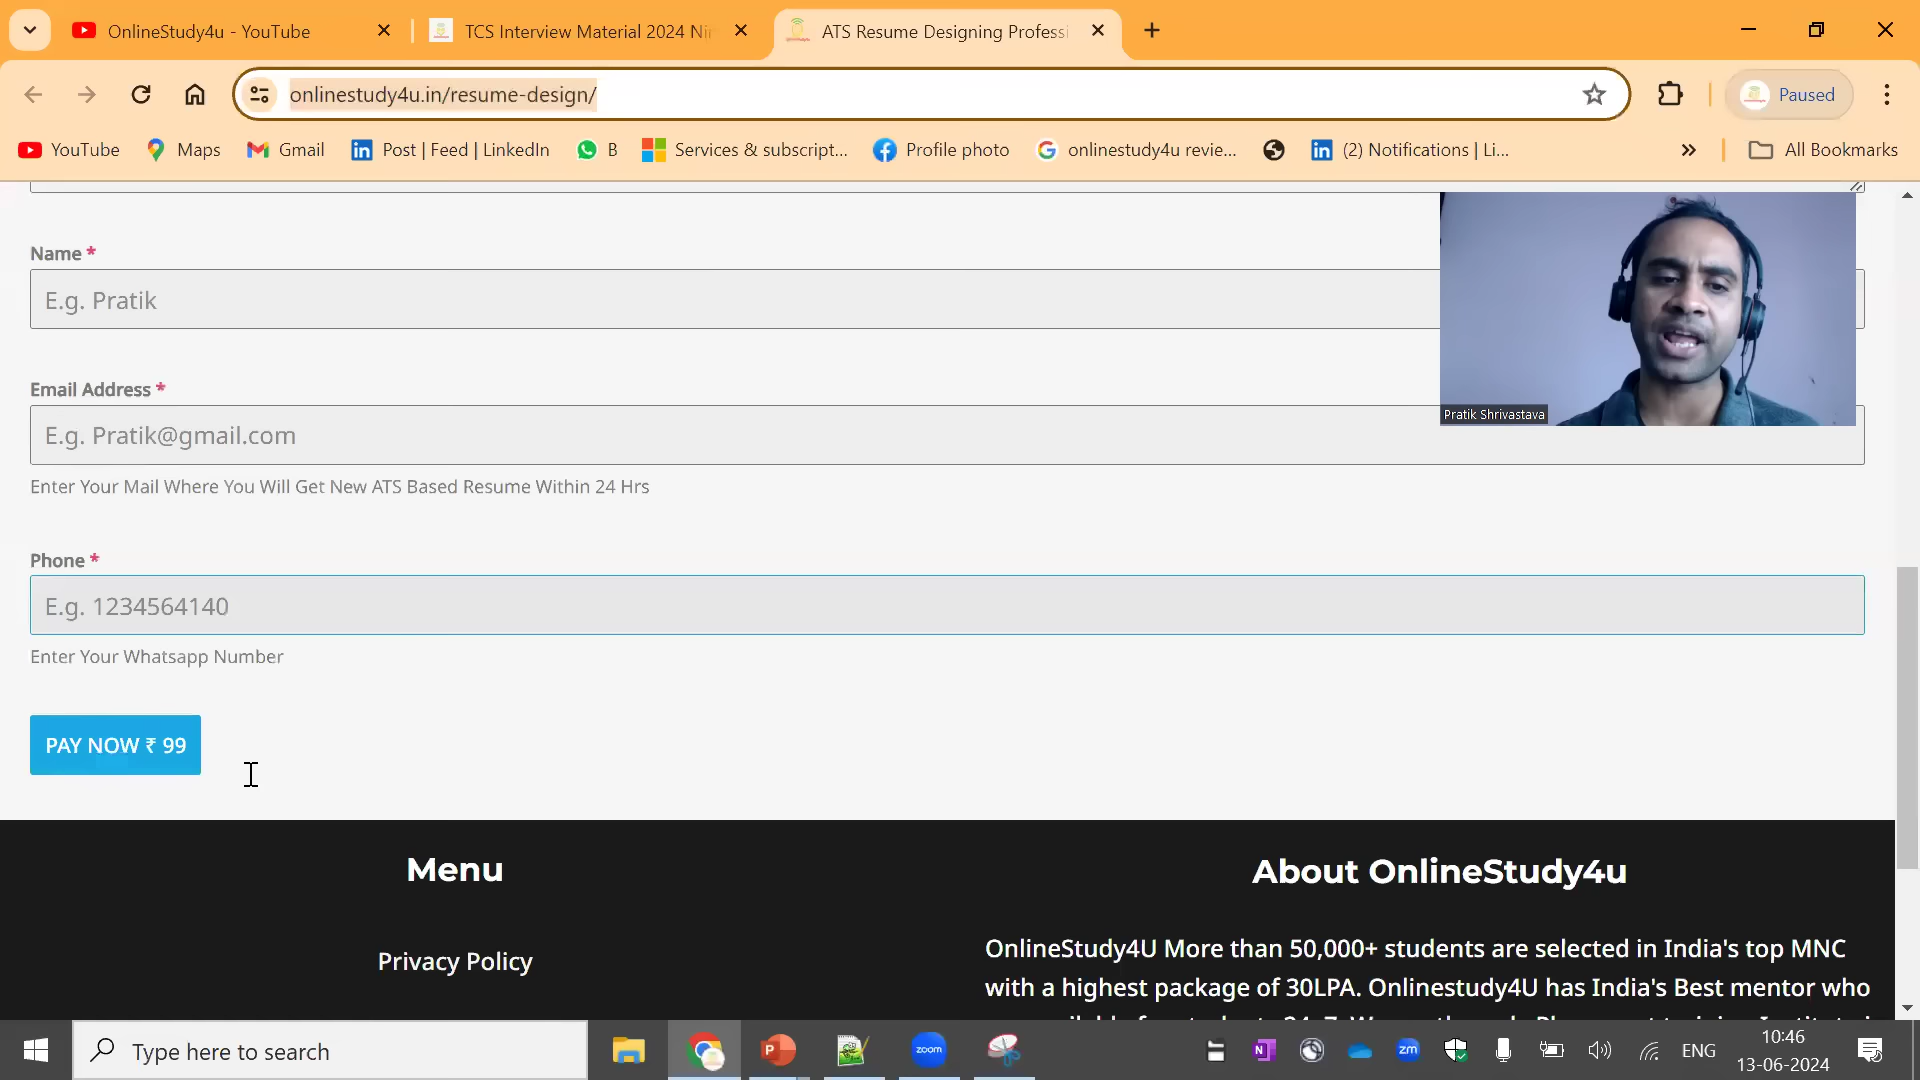 OnlineStudy4u - YouTube
TCS Interview Material 2024 Ni
ATS Resume Designing Professi
onlinestudy4u.in/resume-design/
Paused
YouTube
Maps
Gmail
Post | Feed | LinkedIn
B
Services & subscript...
Profile photo
onlinestudy4u revie...
(2) Notifications | Li...
All Bookmarks
Name *
E.g. Pratik
Pratik Shrivastava
Email Address *
E.g. Pratik@gmail.com
Enter Your Mail Where You Will Get New ATS Based Resume Within 24 Hrs
Phone *
E.g. 1234564140
Enter Your Whatsapp Number
PAY NOW ₹ 99
Menu
Privacy Policy
About OnlineStudy4u
OnlineStudy4U More than 50,000+ students are selected in India's top MNC
with a highest package of 30LPA. Onlinestudy4U has India's Best mentor who
Type here to search
zoom
zm
ENG
10:46
13-06-2024